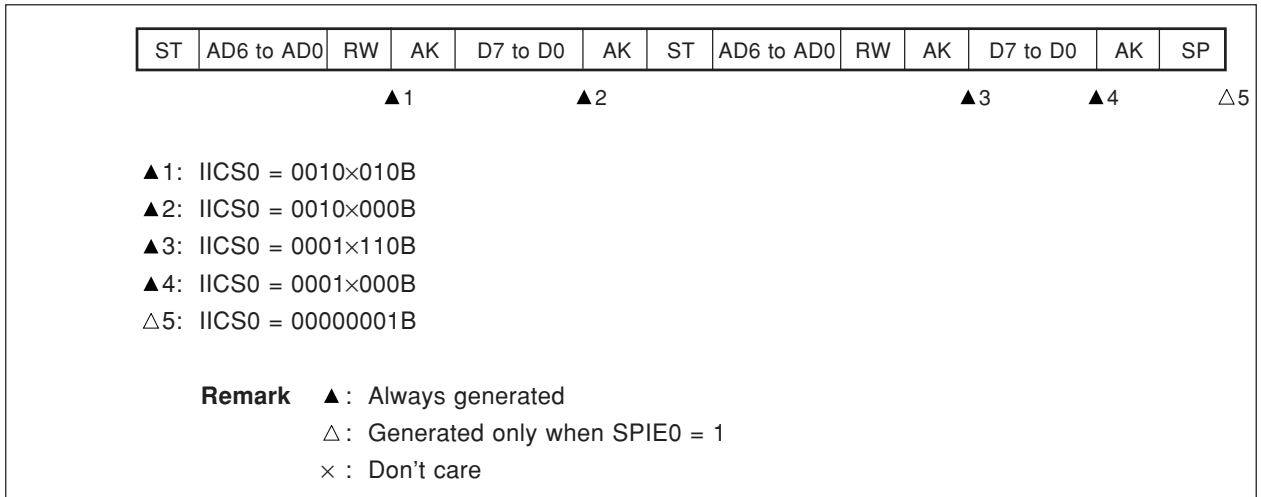 ST AD6 to AD0 RW AK D7 to D0 AK ST AD6 to AD0 RW AK D7 to D0 AK SP
▲1 ▲2 ▲3 ▲4 △5
▲1: IICS0 = 0010×010B
▲2: IICS0 = 0010×000B
▲3: IICS0 = 0001×110B
▲4: IICS0 = 0001×000B
△5: IICS0 = 00000001B
Remark ▲: Always generated
△: Generated only when SPIE0 = 1
× : Don't care